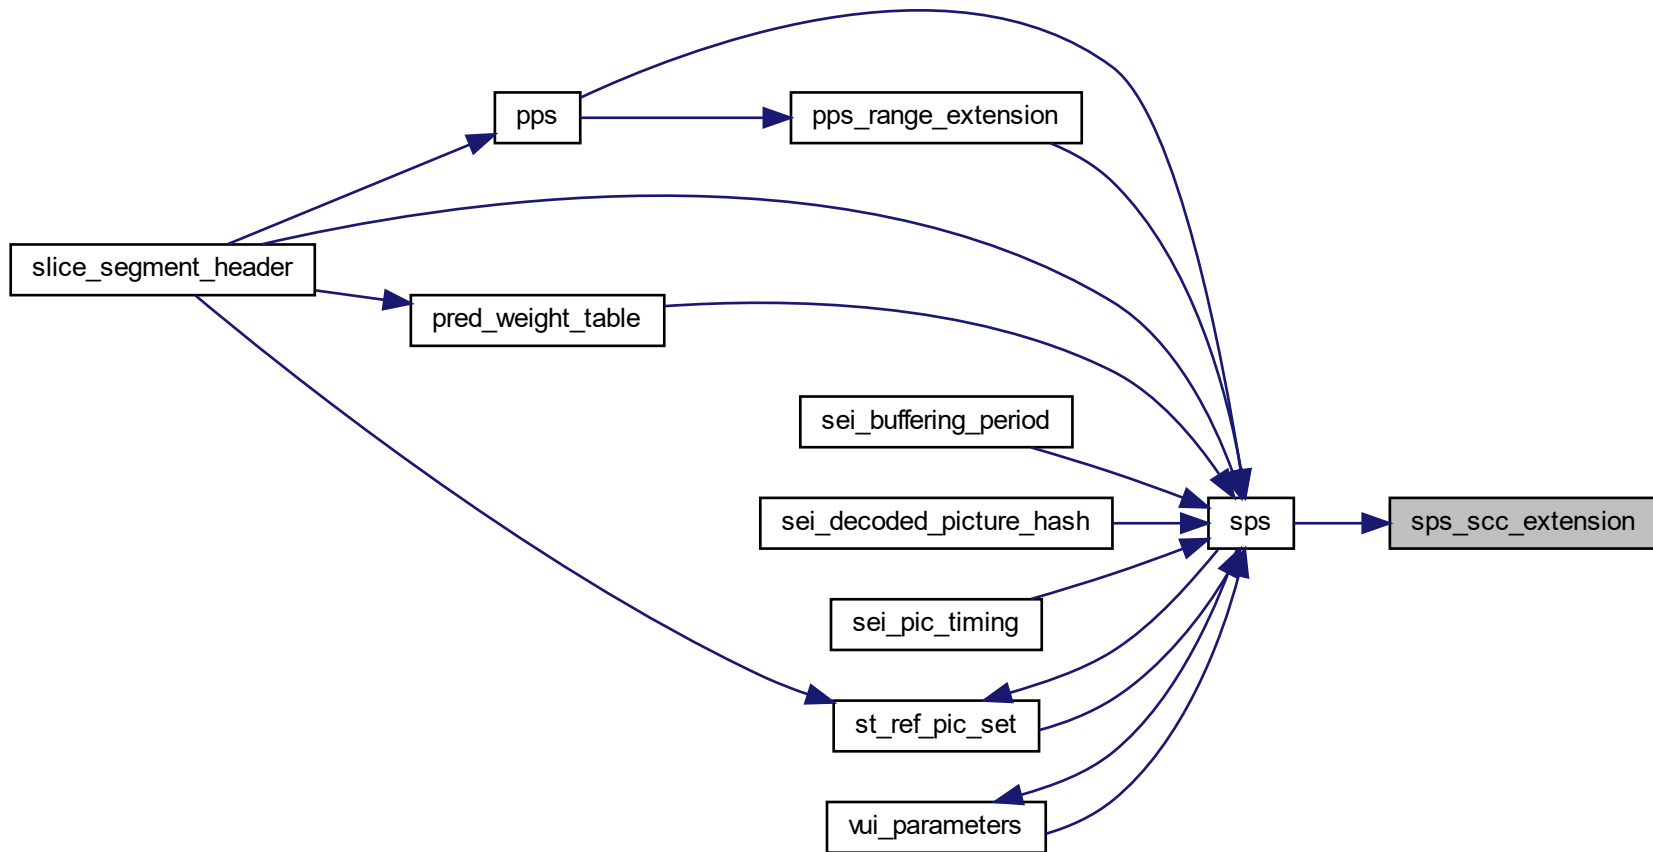 pps
pps_range_extension
slice_segment_header
pred_weight_table
sei_buffering_period
sei_decoded_picture_hash
sps
sps_scc_extension
sei_pic_timing
st_ref_pic_set
vui_parameters